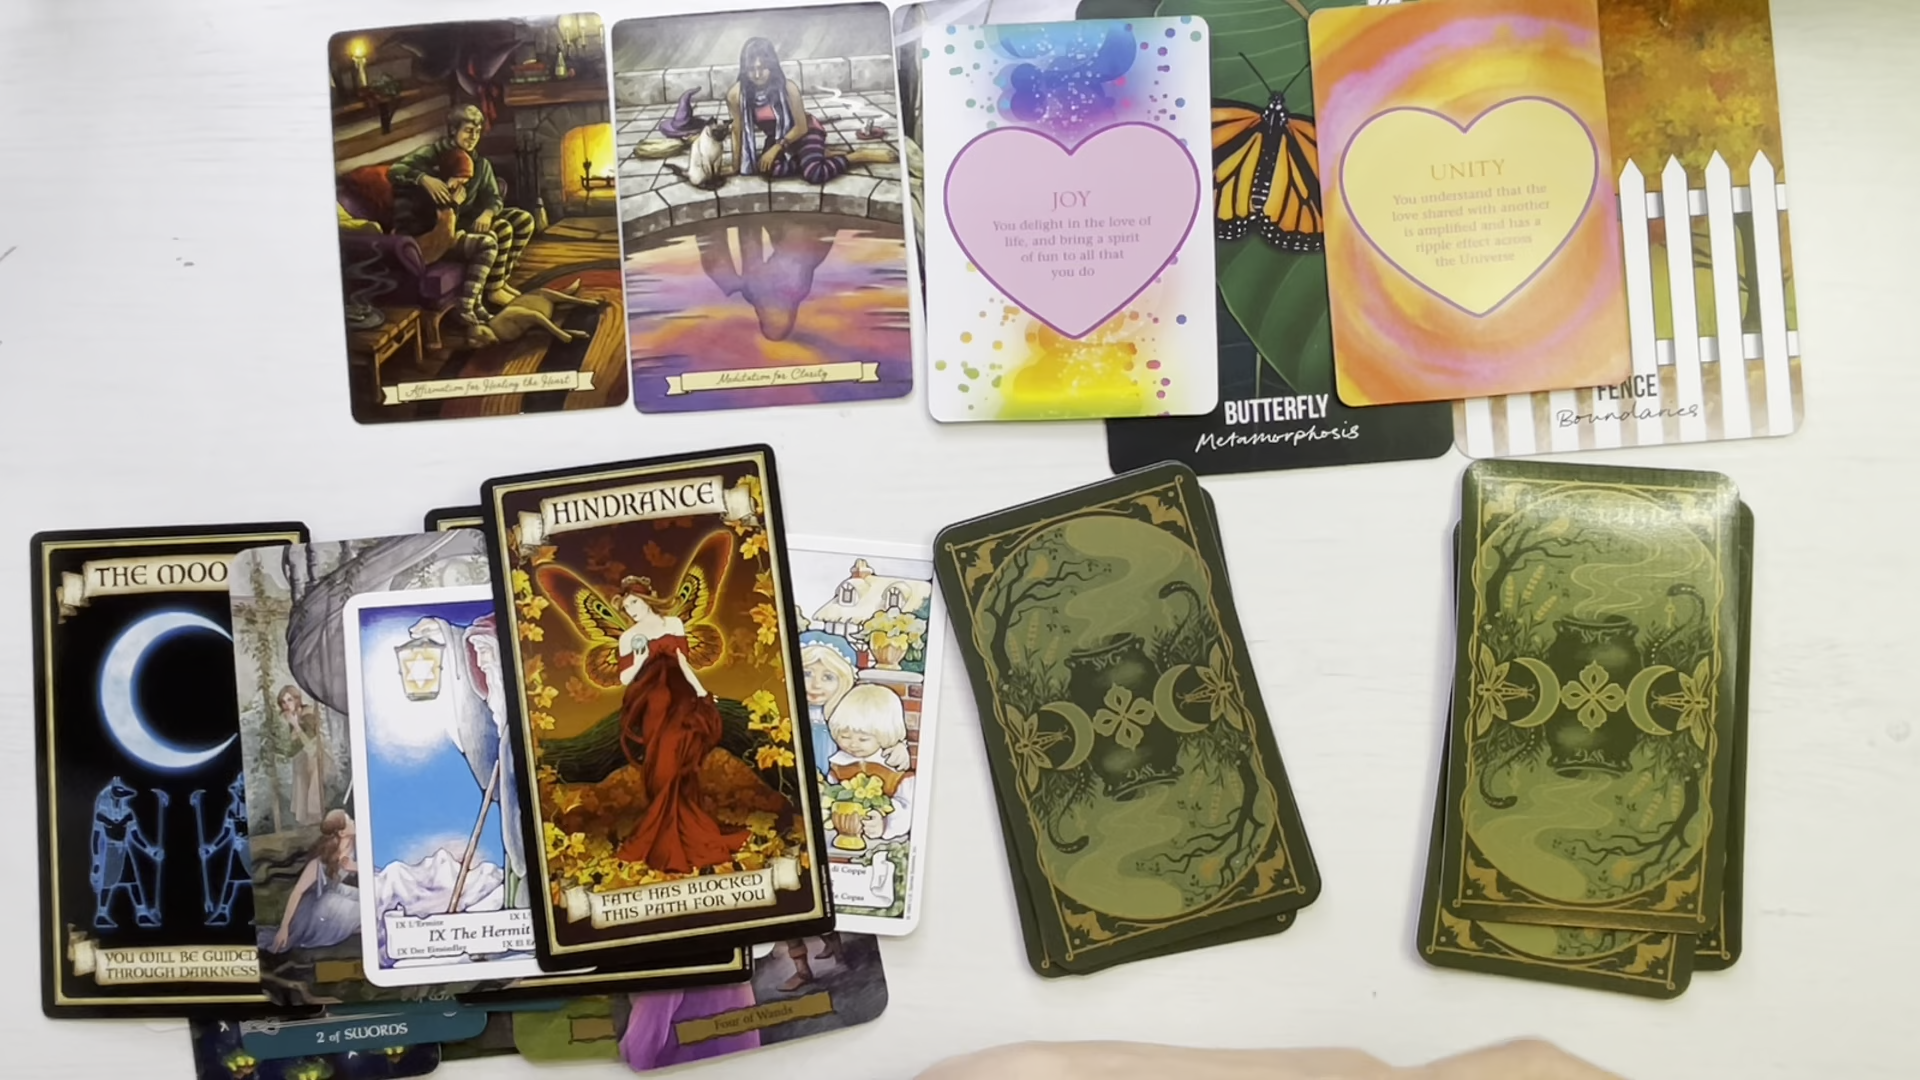 Affirmation for Healing the Heart
Meditation for Clarity
JOY
You delight in the love of
life, and bring a spirit
of fun to all that
you do
BUTTERFLY
Metamorphosis
UNITY
You understand that the
love shared with another
is amplified and has a
ripple effect across
the Universe
FENCE
Boundaries
THE MOO
YOU WILL BE GUIDED
THROUGH DARKNESS
IX L'Eremita
IX The Hermit
IX Der Einsiedler
HINDRANCE
FATE HAS BLOCKED
THIS PATH FOR YOU
di Coppe
Copas
2 of SWORDS
Four of Wands